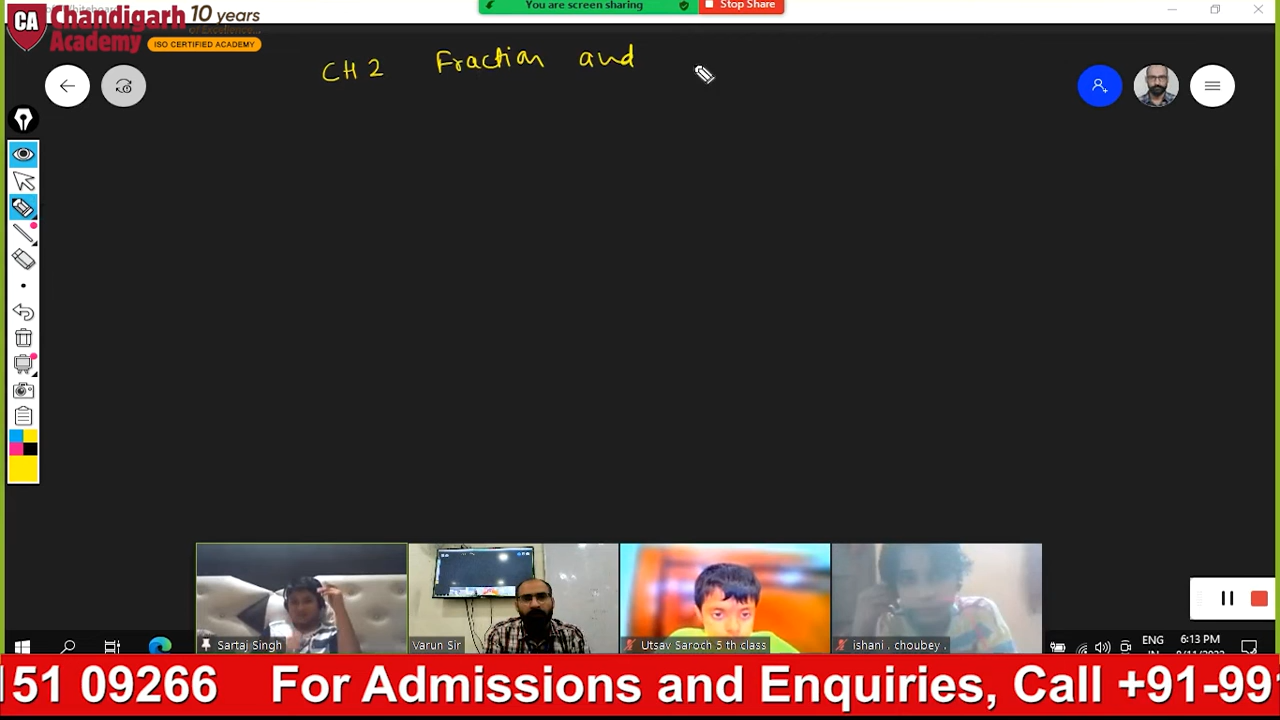 You are screen sharing
Stop Share
CA Chandigarh Academy
10 years
ISO CERTIFIED ACADEMY
CH 2 Fraction and
Sartaj Singh
Varun Sir
Utsav Saroch 5 th class
ishani . choubey .
ENG
6:13 PM
51 09266 For Admissions and Enquiries, Call +91-991